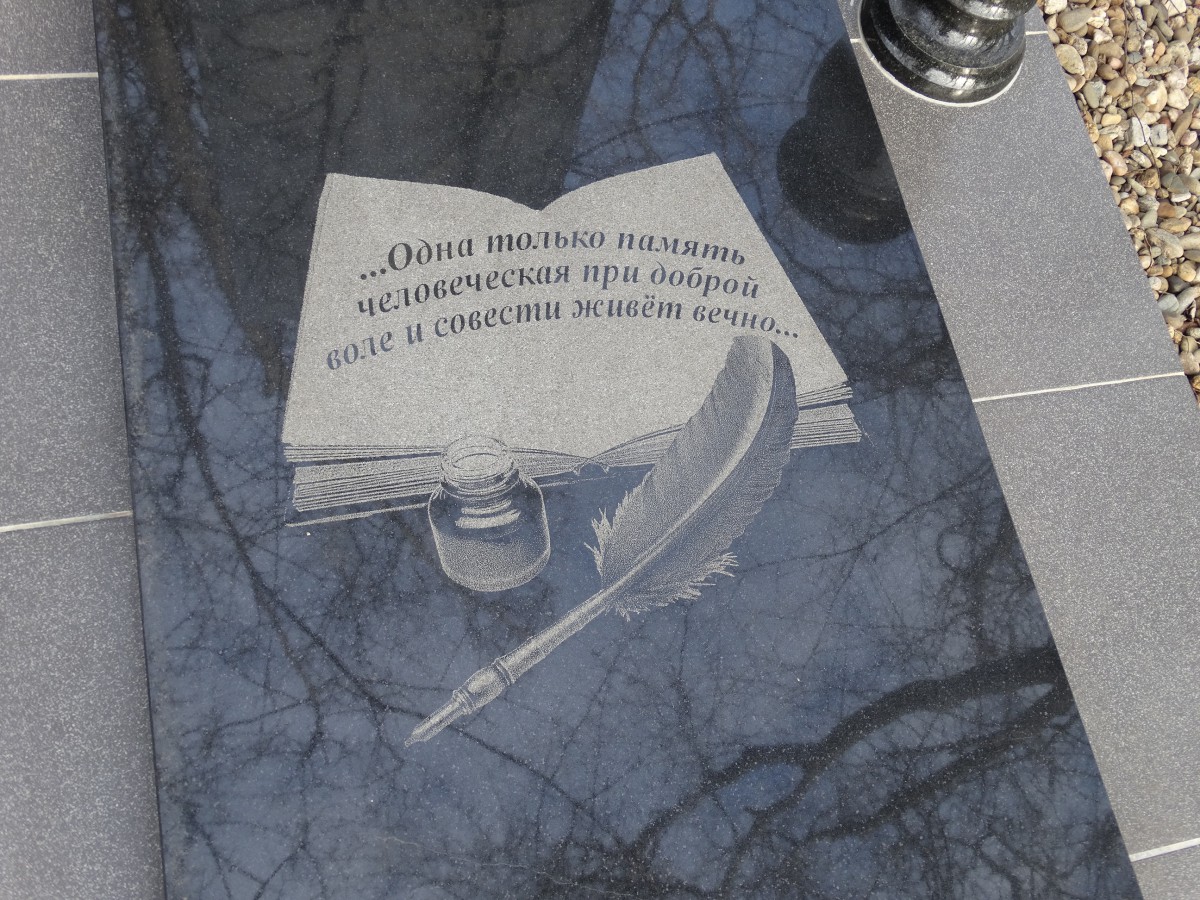 ...Одна только память
человеческая при доброй
воле и совести живёт вечно...